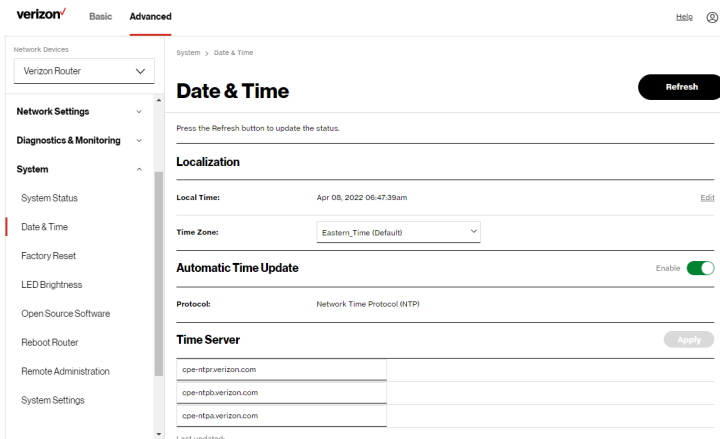 verizon Basic Advanced Help
Network Devices
Verizon Router
Network Settings
Diagnostics & Monitoring
System
System Status
Date & Time
Factory Reset
LED Brightness
Open Source Software
Reboot Router
Remote Administration
System Settings
System > Date & Time
Date & Time Refresh
Press the Refresh button to update the status.
Localization
Local Time: Apr 08, 2022 06:47:39am Edit
Time Zone: Eastern_Time (Default)
Automatic Time Update Enable
Protocol: Network Time Protocol (NTP)
Time Server Apply
cpe-ntpr.verizon.com
cpe-ntpb.verizon.com
cpe-ntpa.verizon.com
Last updated: